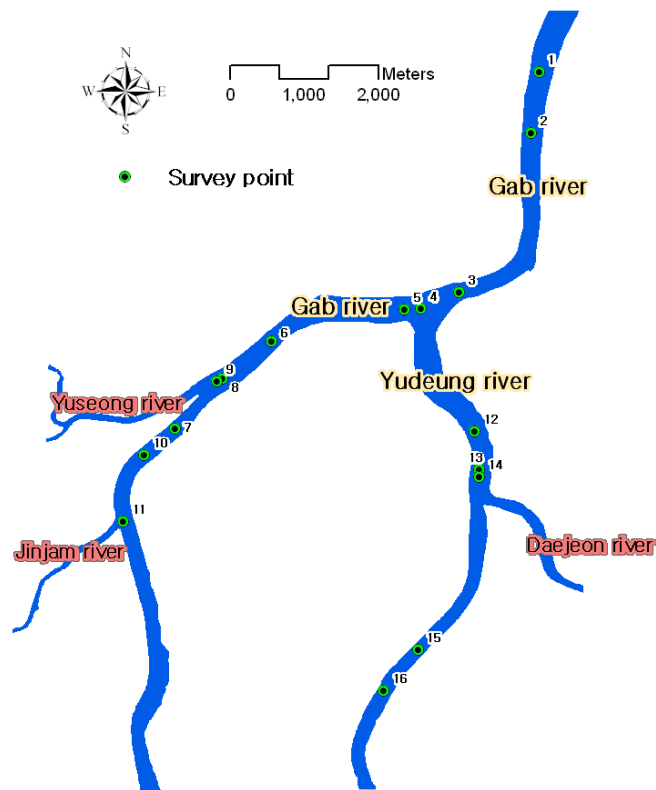 N
W E
S
Meters
0 1,000 2,000
Survey point
1
2
Gab river
3
Gab river
5 4
6
Yudeung river
9
8
Yuseong river
7
10
12
13 14
11
Jinjam river
Daejeon river
15
16